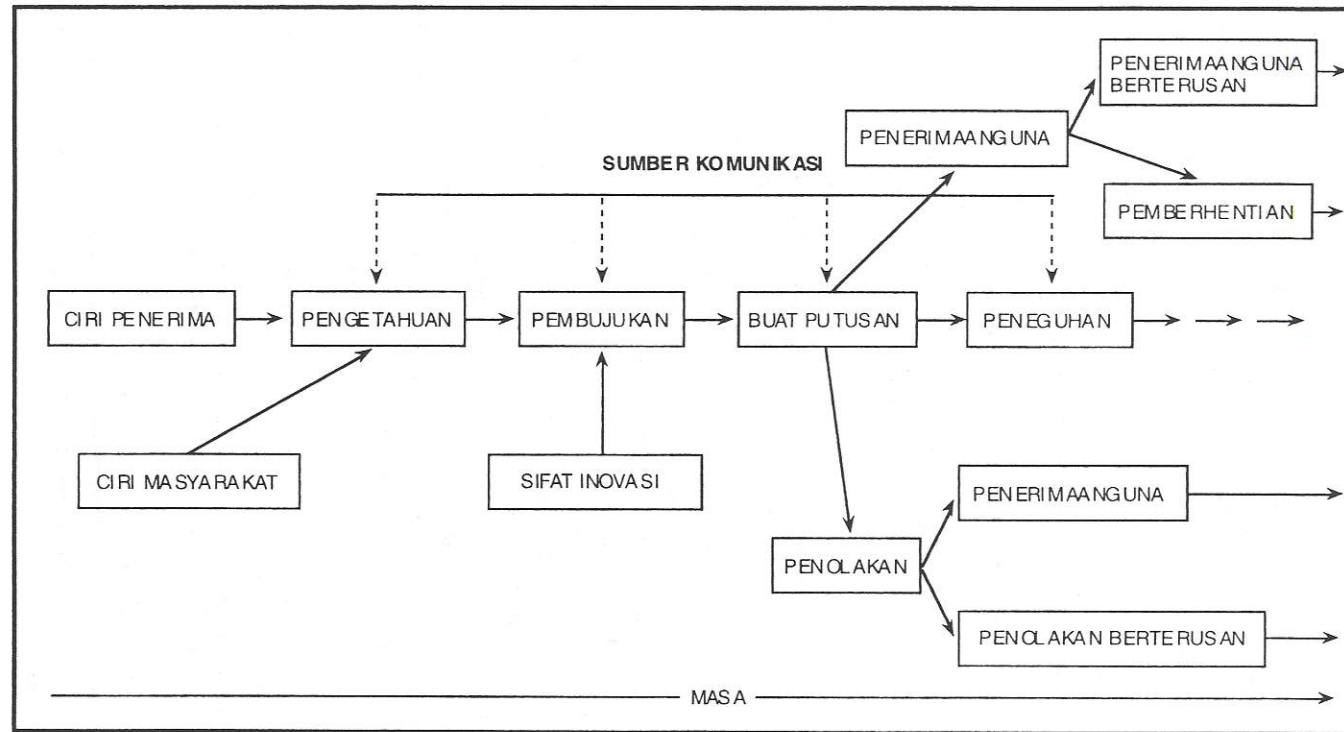 PENERIMAANGUNA
BERTERUSAN
PENERIMAANGUNA
SUMBER KOMUNIKASI
PEMBERHENTIAN
CIRI PENERIMA
PENGETAHUAN
PEMBUJUKAN
BUAT PUTUSAN
PENEGUHAN
CIRI MASYARAKAT
SIFAT INOVASI
PENERIMAANGUNA
PENOLAKAN
PENOLAKAN BERTERUSAN
MASA